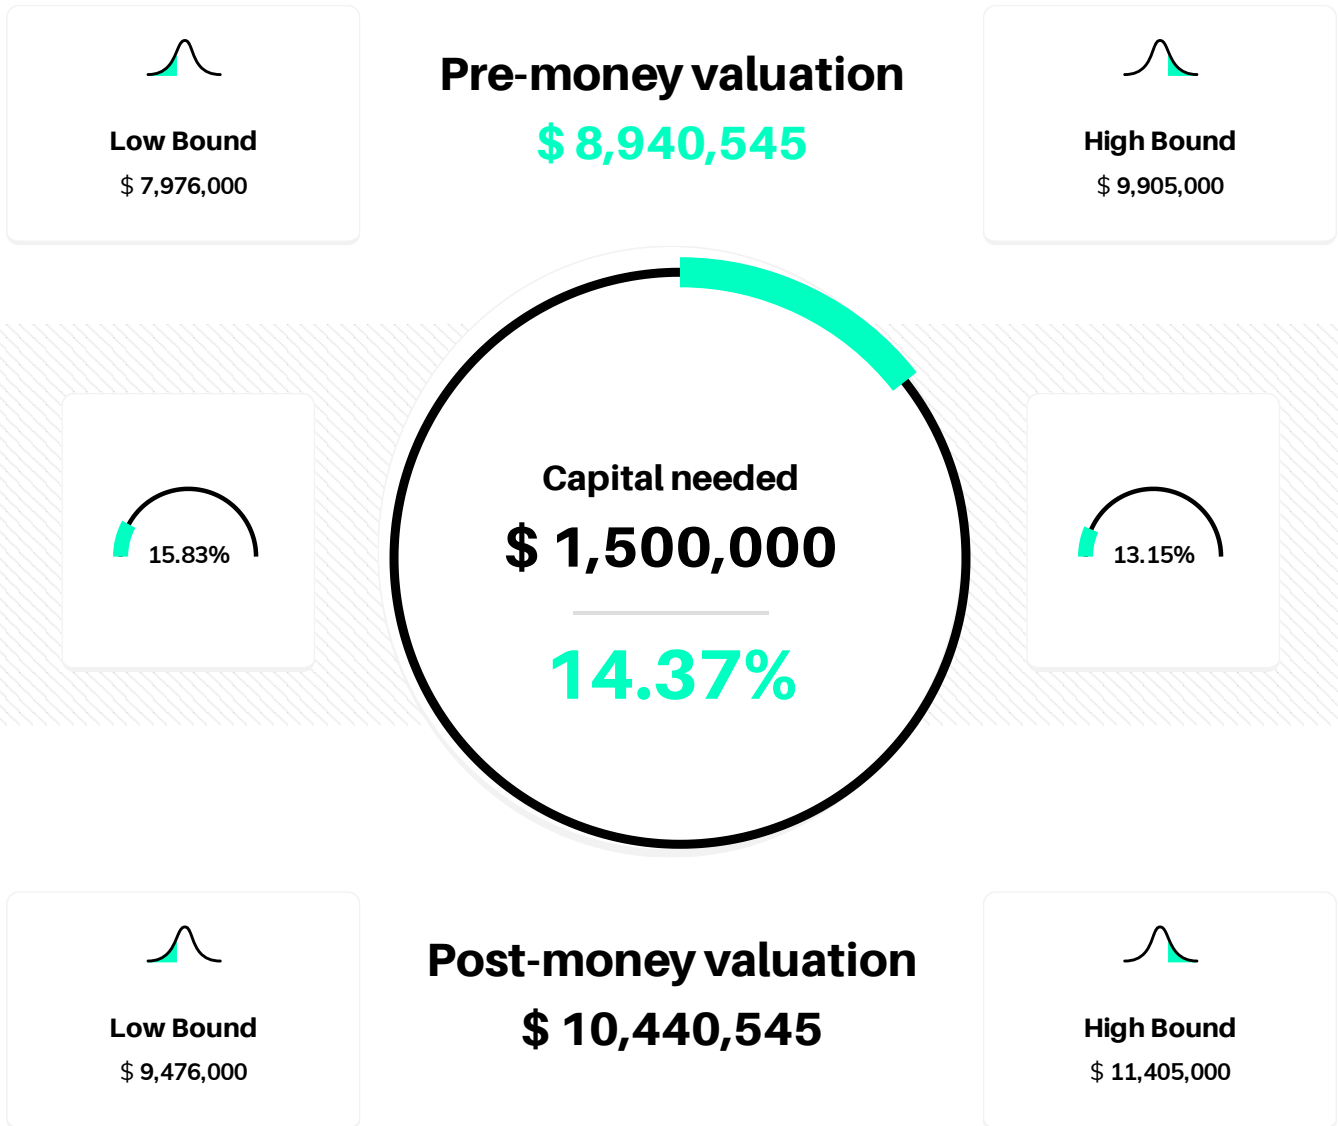 Low Bound
$ 7,976,000
Pre-money valuation
$ 8,940,545
High Bound
$ 9,905,000
15.83%
Capital needed
$ 1,500,000
14.37%
13.15%
Low Bound
$ 9,476,000
Post-money valuation
$ 10,440,545
High Bound
$ 11,405,000